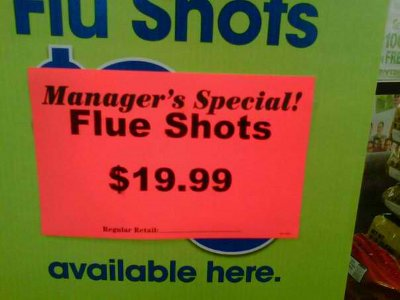 Flu Shots
Manager's Special!
Flue Shots
$19.99
Regular Retail:
available here.